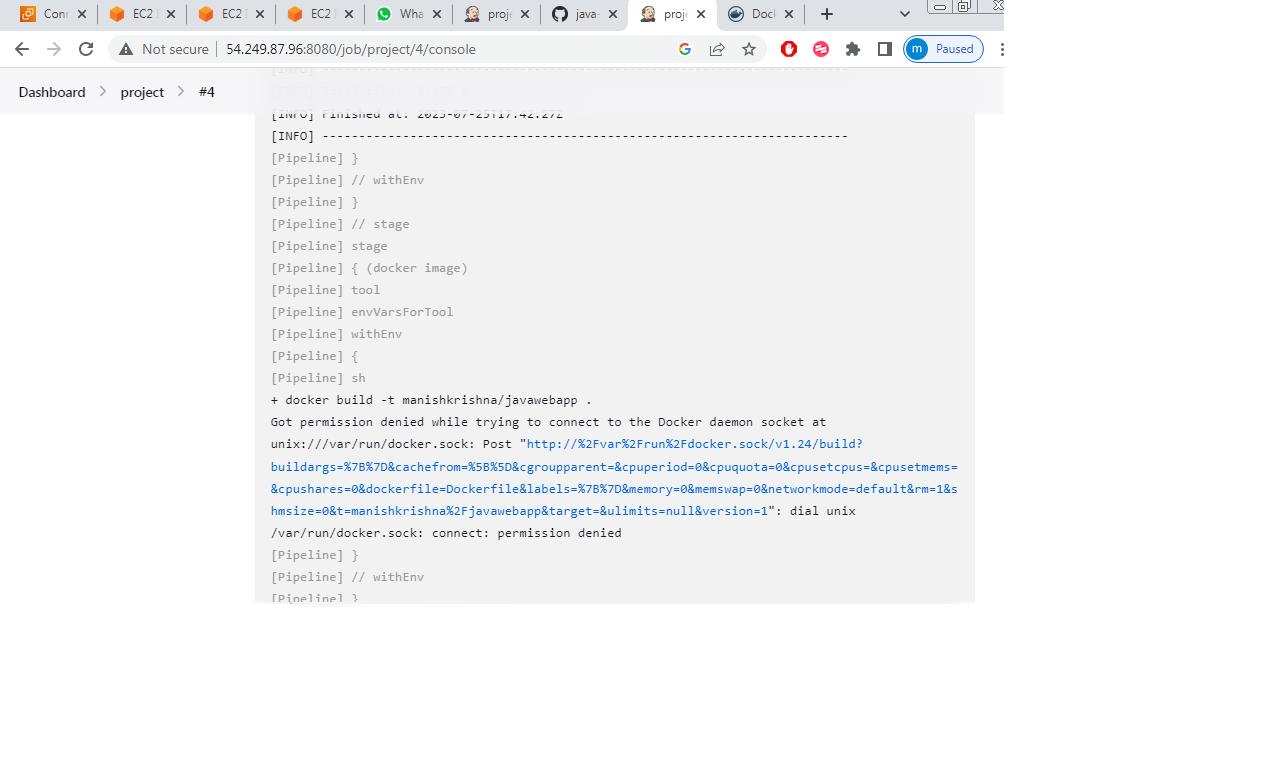 Conn
EC2 I
EC2 I
EC2 I
Wha
proje
java-
proje
Dock
Not secure
54.249.87.96:8080/job/project/4/console
m
Paused
Dashboard
project
#4
[INFO] ------------------------------------------------------------------------
[INFO] Finished at: 2023-07-25T17:42:27Z
[INFO] ------------------------------------------------------------------------
[Pipeline] }
[Pipeline] // withEnv
[Pipeline] }
[Pipeline] // stage
[Pipeline] stage
[Pipeline] { (docker image)
[Pipeline] tool
[Pipeline] envVarsForTool
[Pipeline] withEnv
[Pipeline] {
[Pipeline] sh
+ docker build -t manishkrishna/javawebapp .
Got permission denied while trying to connect to the Docker daemon socket at
unix:///var/run/docker.sock: Post "http://%2Fvar%2Frun%2Fdocker.sock/v1.24/build?
buildargs=%7B%7D&cachefrom=%5B%5D&cgroupparent=&cpuperiod=0&cpuquota=0&cpusetcpus=&cpusetmems=
&cpushares=0&dockerfile=Dockerfile&labels=%7B%7D&memory=0&memswap=0&networkmode=default&rm=1&s
hmsize=0&t=manishkrishna%2Fjavawebapp&target=&ulimits=null&version=1": dial unix
/var/run/docker.sock: connect: permission denied
[Pipeline] }
[Pipeline] // withEnv
[Pipeline] }